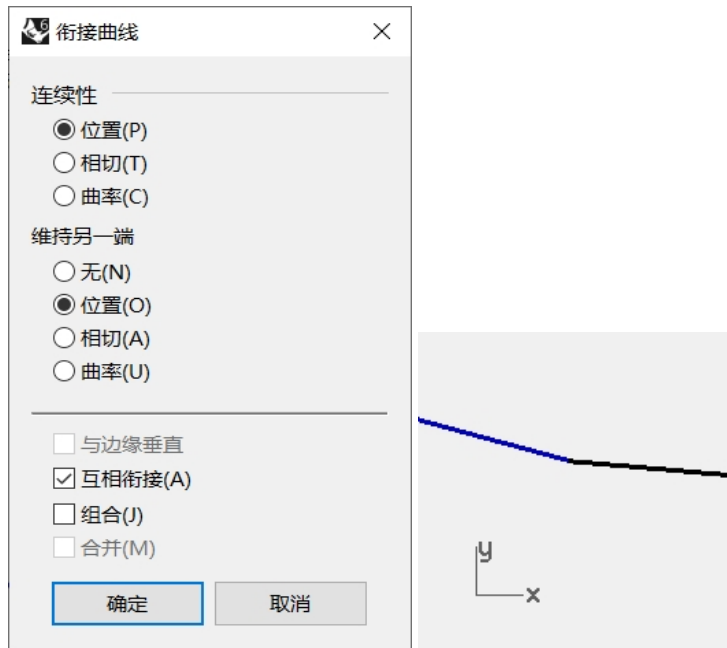 衔接曲线
连续性
位置(P)
相切(T)
曲率(C)
维持另一端
无(N)
位置(O)
相切(A)
曲率(U)
与边缘垂直
互相衔接(A)
组合(J)
合并(M)
确定 取消
y
x